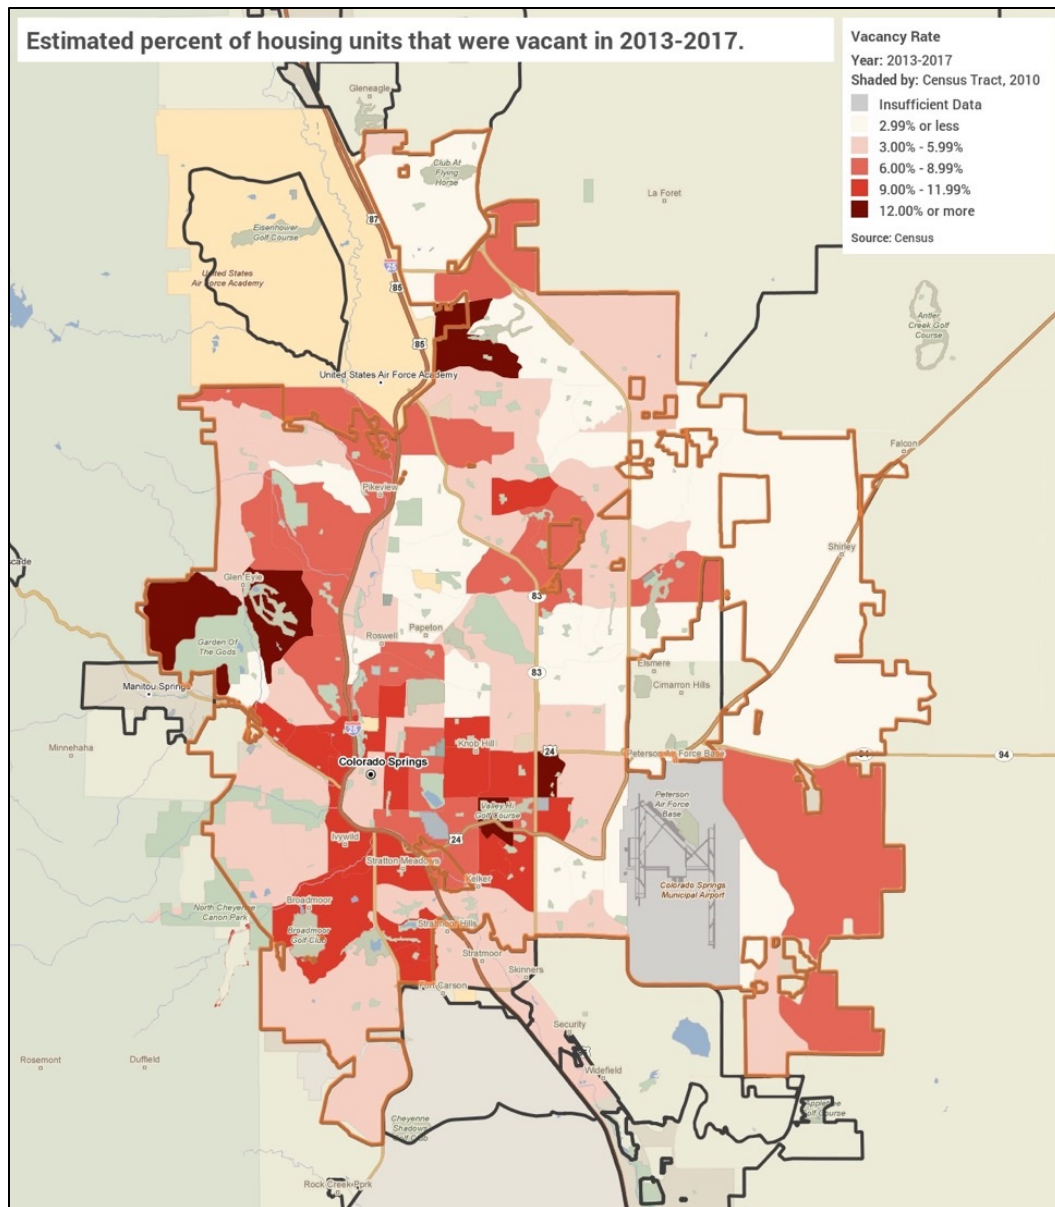 Estimated percent of housing units that were vacant in 2013-2017.
Vacancy Rate
Year: 2013-2017
Shaded by: Census Tract, 2010
Insufficient Data
2.99% or less
3.00% - 5.99%
6.00% - 8.99%
9.00% - 11.99%
12.00% or more
Source: Census
Gleneagle
Club At
Flying
Horse
La Foret
87
Eisenhower
Golf Course
25
United States
Air Force Academy
85
Antler
Creek Golf
Course
85
United States Air Force Academy
Falcon
Pikeview
Shirley
Glen Eyie
83
Garden Of
The Gods
Roswell
Papeton
Elsmere
83
Cimarron Hills
Manitou Springs
25
Minnehaha
Knob Hill
24
Peterson Air Force Base
94
94
Colorado Springs
Peterson
Air Force
Base
Valley Hi
Golf Course
Ivywild
24
Stratton Meadows
Kelker
Colorado Springs
Municipal Airport
Broadmoor
North Cheyenne
Canon Park
Broadmoor
Golf Club
Stratmoor Hills
Stratmoor
Skinners
Fort Carson
Security
Rosemont
Duffield
Widefield
Cheyenne
Shadows
Golf Club
Golf Course
Rock Creek Park